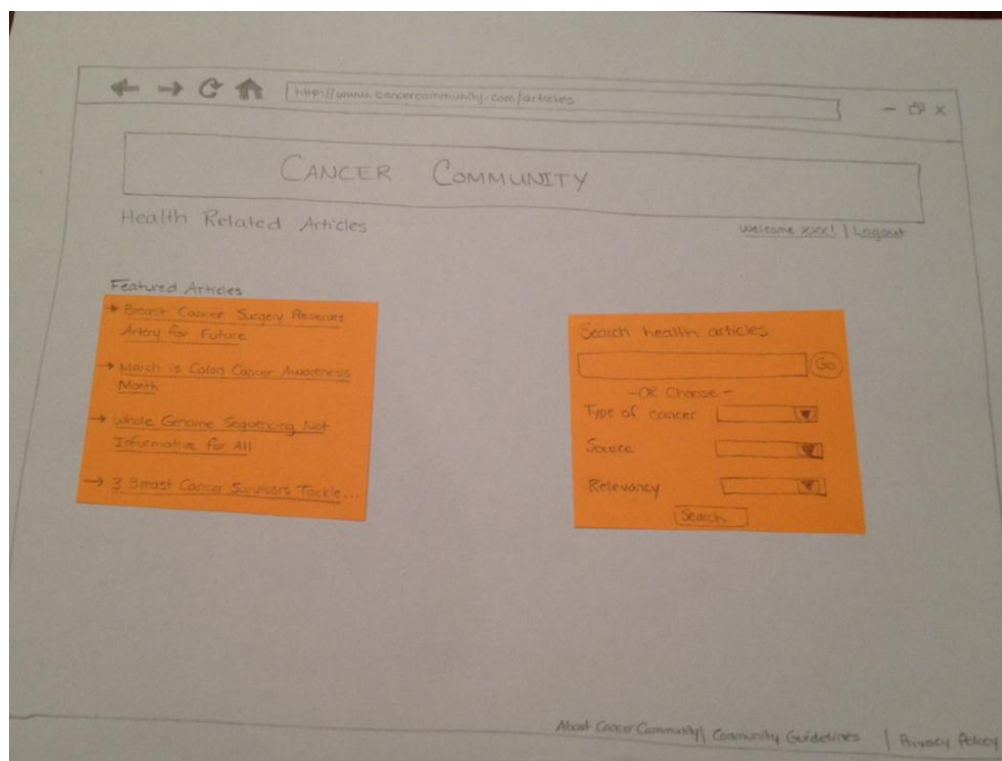 http://www.cancercommunity.com/articles
CANCER COMMUNITY
Health Related Articles
Welcome xxx! | Logout
Featured Articles
→ Breast Cancer Surgery Preserves
Artery for Future
→ March is Colon Cancer Awareness
Month
→ Whole Genome Sequencing Not
Informative for All
→ 3 Breast Cancer Survivors Tackle...
Search health articles
Go
-OR Choose-
Type of cancer
Source
Relevancy
Search
About Cancer Community | Community Guidelines | Privacy Policy